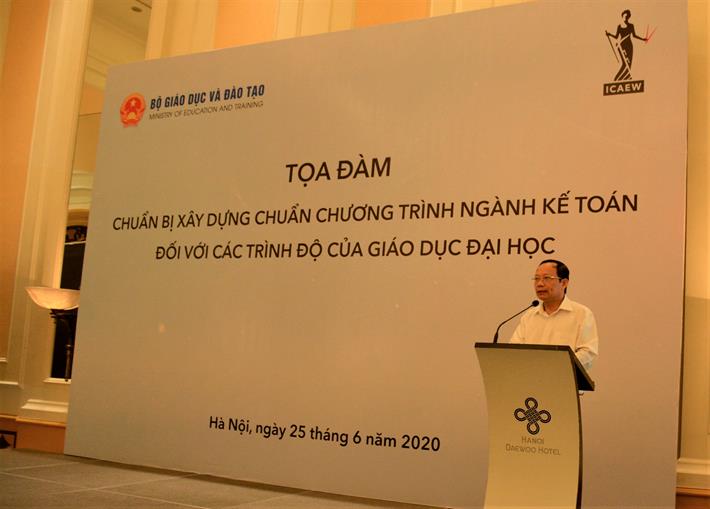 BỘ GIÁO DỤC VÀ ĐÀO TẠO
MINISTRY OF EDUCATION AND TRAINING
ICAEW
TỌA ĐÀM
CHUẨN BỊ XÂY DỰNG CHUẨN CHƯƠNG TRÌNH NGÀNH KẾ TOÁN
ĐỐI VỚI CÁC TRÌNH ĐỘ CỦA GIÁO DỤC ĐẠI HỌC
Hà Nội, ngày 25 tháng 6 năm 2020
HANOI
DAEWOO HOTEL